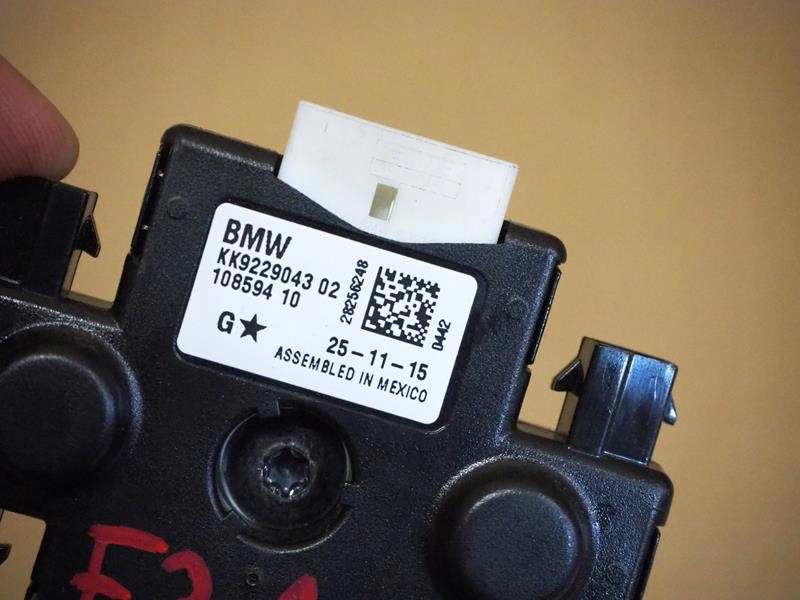 BMW
KK9229043 02
108594 10
28256248
D442
G★
25-11-15
ASSEMBLED IN MEXICO